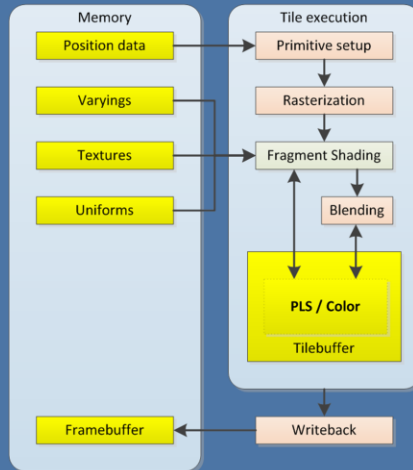 Memory
Tile execution
Position data
Primitive setup
Varyings
Rasterization
Textures
Fragment Shading
Uniforms
Blending
PLS / Color
Tilebuffer
Framebuffer
Writeback